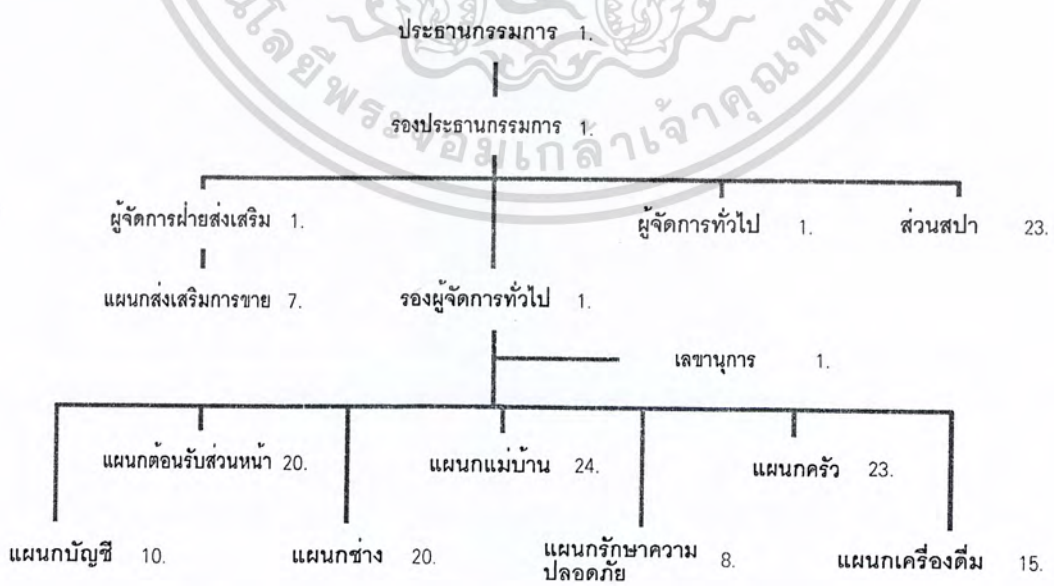 ประธานกรรมการ 1.
รองประธานกรรมการ 1.
ผู้จัดการฝ่ายส่งเสริม 1.
ผู้จัดการทั่วไป 1.
ส่วนสปา 23.
แผนกส่งเสริมการขาย 7.
รองผู้จัดการทั่วไป 1.
เลขานุการ 1.
แผนกต้อนรับส่วนหน้า 20.
แผนกแม่บ้าน 24.
แผนกครัว 23.
แผนกบัญชี 10.
แผนกช่าง 20.
แผนกรักษาความ
ปลอดภัย 8.
แผนกเครื่องดื่ม 15.